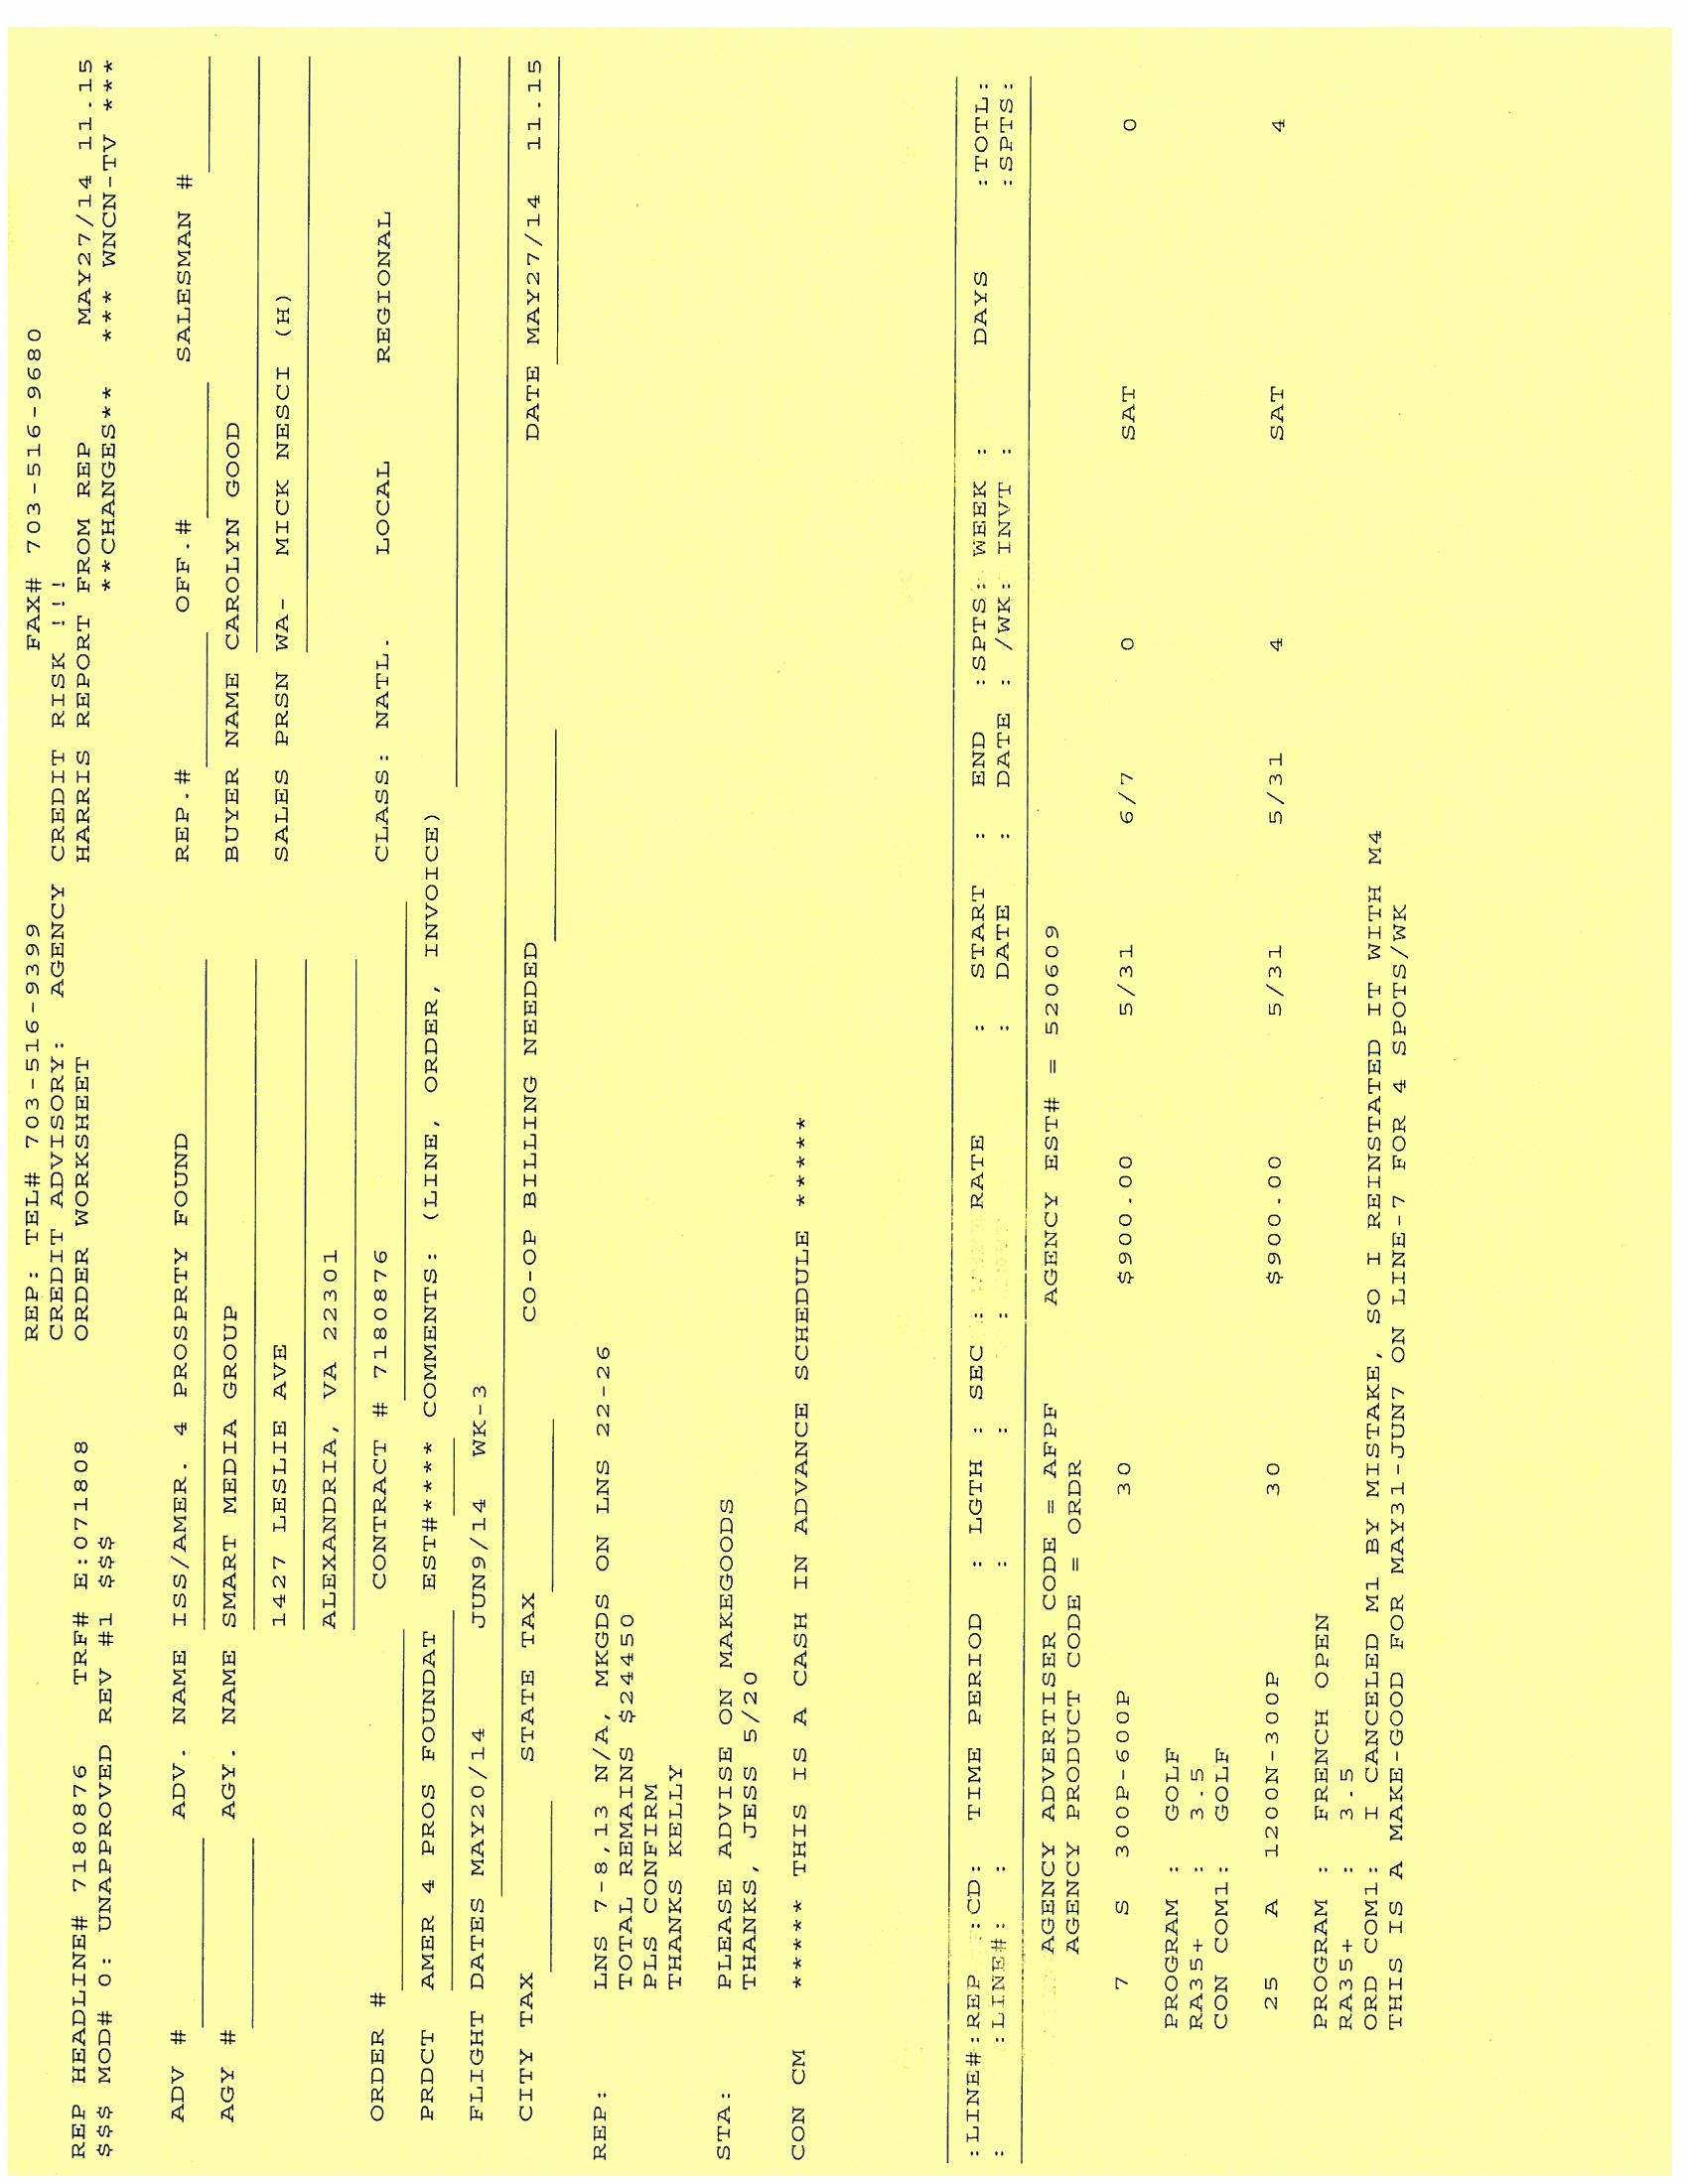 REP: TEL# 703-516-9399 FAX# 703-516-9680
CREDIT ADVISORY: AGENCY CREDIT RISK !!!
REP HEADLINE# 7180876 TRF# E:071808 ORDER WORKSHEET HARRIS REPORT FROM REP MAY27/14 11.15
$$$ MOD# 0: UNAPPROVED REV #1 $$$ **CHANGES** *** WNCN-TV ***
ADV # ADV. NAME ISS/AMER. 4 PROSPRTY FOUND REP.# OFF.# SALESMAN #
AGY # AGY. NAME SMART MEDIA GROUP BUYER NAME CAROLYN GOOD
1427 LESLIE AVE SALES PRSN WA- MICK NESCI (H)
ALEXANDRIA, VA 22301
ORDER # CONTRACT # 7180876 CLASS: NATL. LOCAL REGIONAL
PRDCT AMER 4 PROS FOUNDAT EST#**** COMMENTS: (LINE, ORDER, INVOICE)
FLIGHT DATES MAY20/14 JUN9/14 WK-3
CITY TAX STATE TAX CO-OP BILLING NEEDED DATE MAY27/14 11.15
REP: LNS 7-8,13 N/A, MKGDS ON LNS 22-26
TOTAL REMAINS $24450
PLS CONFIRM
THANKS KELLY
STA: PLEASE ADVISE ON MAKEGOODS
THANKS, JESS 5/20
CON CM ***** THIS IS A CASH IN ADVANCE SCHEDULE *****
:LINE#:REP :CD: TIME PERIOD : LGTH : SEC : RATE : START : END :SPTS: WEEK : DAYS :TOTL:
: :LINE#: : : : : : DATE : DATE : /WK: INVT : :SPTS:
AGENCY ADVERTISER CODE = AFPF AGENCY EST# = 520609
AGENCY PRODUCT CODE = ORDR
7 S 300P-600P 30 $900.00 5/31 6/7 0 SAT 0
PROGRAM : GOLF
RA35+ : 3.5
CON COM1: GOLF
25 A 1200N-300P 30 $900.00 5/31 5/31 4 SAT 4
PROGRAM : FRENCH OPEN
RA35+ : 3.5
ORD COM1: I CANCELED M1 BY MISTAKE, SO I REINSTATED IT WITH M4
THIS IS A MAKE-GOOD FOR MAY31-JUN7 ON LINE-7 FOR 4 SPOTS/WK